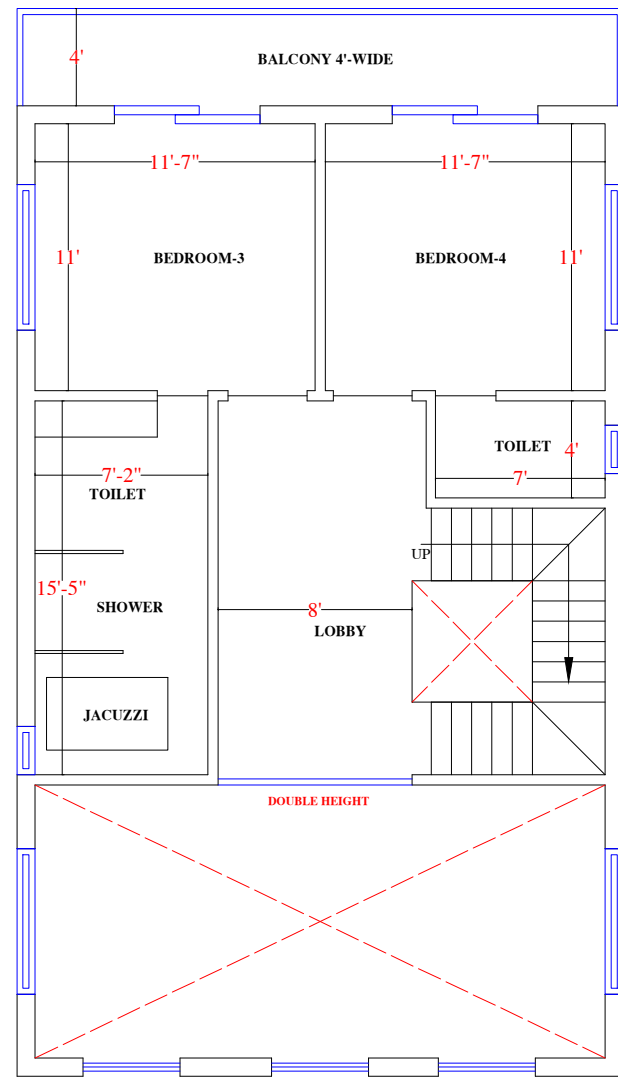 4'
BALCONY 4'-WIDE
11'-7"
11'-7"
11'
BEDROOM-3
BEDROOM-4
11'
TOILET
4'
7'-2"
7'
TOILET
UP
15'-5"
SHOWER
8'
LOBBY
JACUZZI
DOUBLE HEIGHT